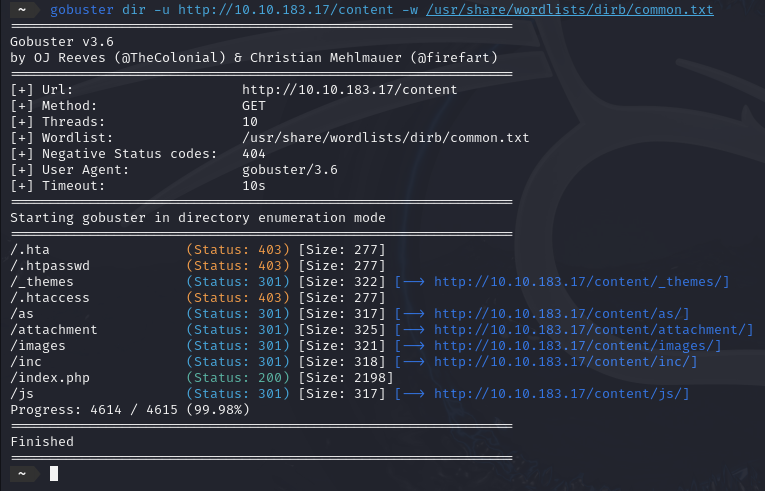 ~ gobuster dir -u http://10.10.183.17/content -w /usr/share/wordlists/dirb/common.txt
===============================================================
Gobuster v3.6
by OJ Reeves (@TheColonial) & Christian Mehlmauer (@firefart)
===============================================================
[+] Url:                     http://10.10.183.17/content
[+] Method:                  GET
[+] Threads:                 10
[+] Wordlist:                /usr/share/wordlists/dirb/common.txt
[+] Negative Status codes:   404
[+] User Agent:              gobuster/3.6
[+] Timeout:                 10s
===============================================================
Starting gobuster in directory enumeration mode
===============================================================
/.hta                 (Status: 403) [Size: 277]
/.htpasswd            (Status: 403) [Size: 277]
/_themes              (Status: 301) [Size: 322] [--> http://10.10.183.17/content/_themes/]
/.htaccess            (Status: 403) [Size: 277]
/as                   (Status: 301) [Size: 317] [--> http://10.10.183.17/content/as/]
/attachment           (Status: 301) [Size: 325] [--> http://10.10.183.17/content/attachment/]
/images               (Status: 301) [Size: 321] [--> http://10.10.183.17/content/images/]
/inc                  (Status: 301) [Size: 318] [--> http://10.10.183.17/content/inc/]
/index.php            (Status: 200) [Size: 2198]
/js                   (Status: 301) [Size: 317] [--> http://10.10.183.17/content/js/]
Progress: 4614 / 4615 (99.98%)
===============================================================
Finished
===============================================================
~